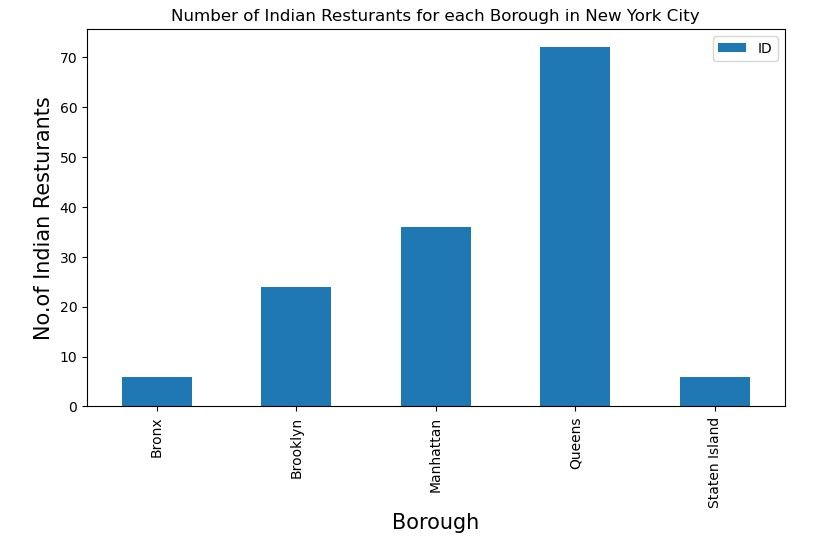 Number of Indian Resturants for each Borough in New York City
ID
No.of Indian Resturants
70
60
50
40
30
20
10
0
Bronx
Brooklyn
Manhattan
Queens
Staten Island
Borough